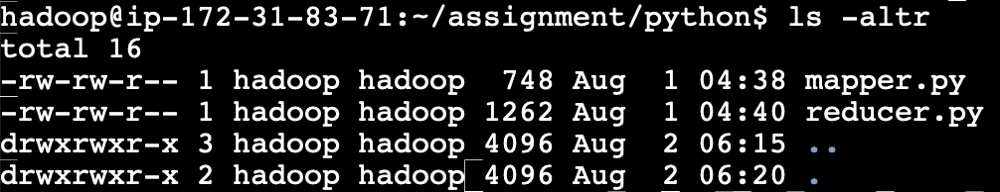 hadoop@ip-172-31-83-71:~/assignment/python$ ls -altr
total 16
-rw-rw-r-- 1 hadoop hadoop  748 Aug  1 04:38 mapper.py
-rw-rw-r-- 1 hadoop hadoop 1262 Aug  1 04:40 reducer.py
drwxrwxr-x 3 hadoop hadoop 4096 Aug  2 06:15 ..
drwxrwxr-x 2 hadoop hadoop 4096 Aug  2 06:20 .